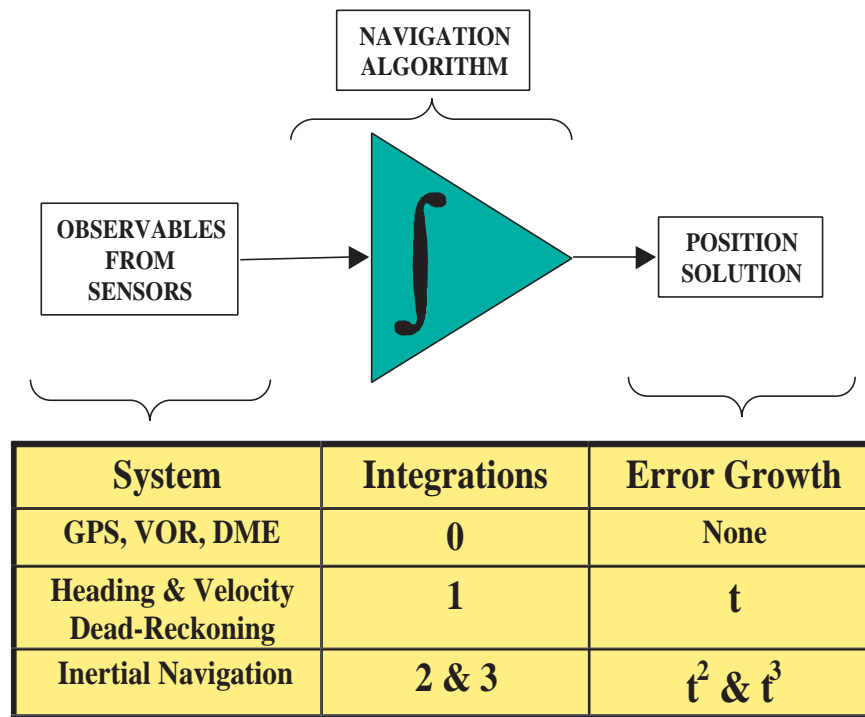 NAVIGATION
ALGORITHM
OBSERVABLES
FROM
SENSORS
∫
POSITION
SOLUTION
System Integrations Error Growth
GPS, VOR, DME 0 None
Heading & Velocity
Dead-Reckoning 1 t
Inertial Navigation 2 & 3 t² & t³